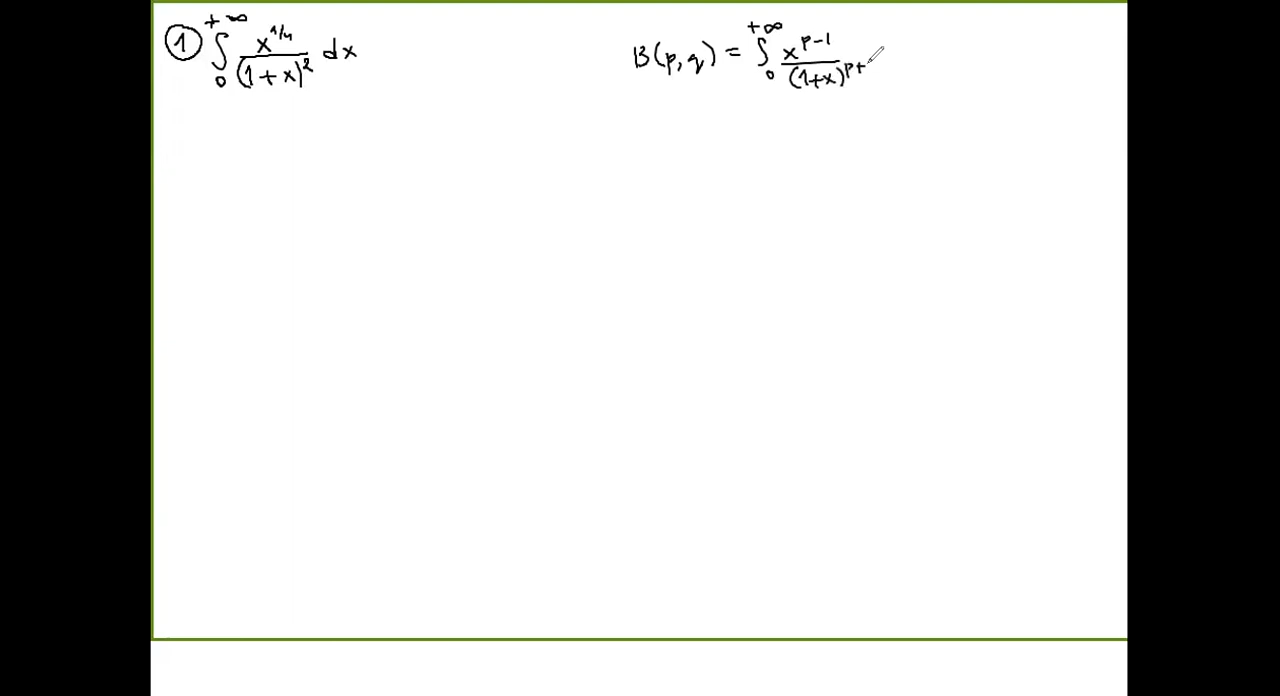 ① ∫₀^{+∞} x^{1/4}/(1+x)² dx
B(p,q) = ∫₀^{+∞} x^{p-1}/(1+x)^{p+